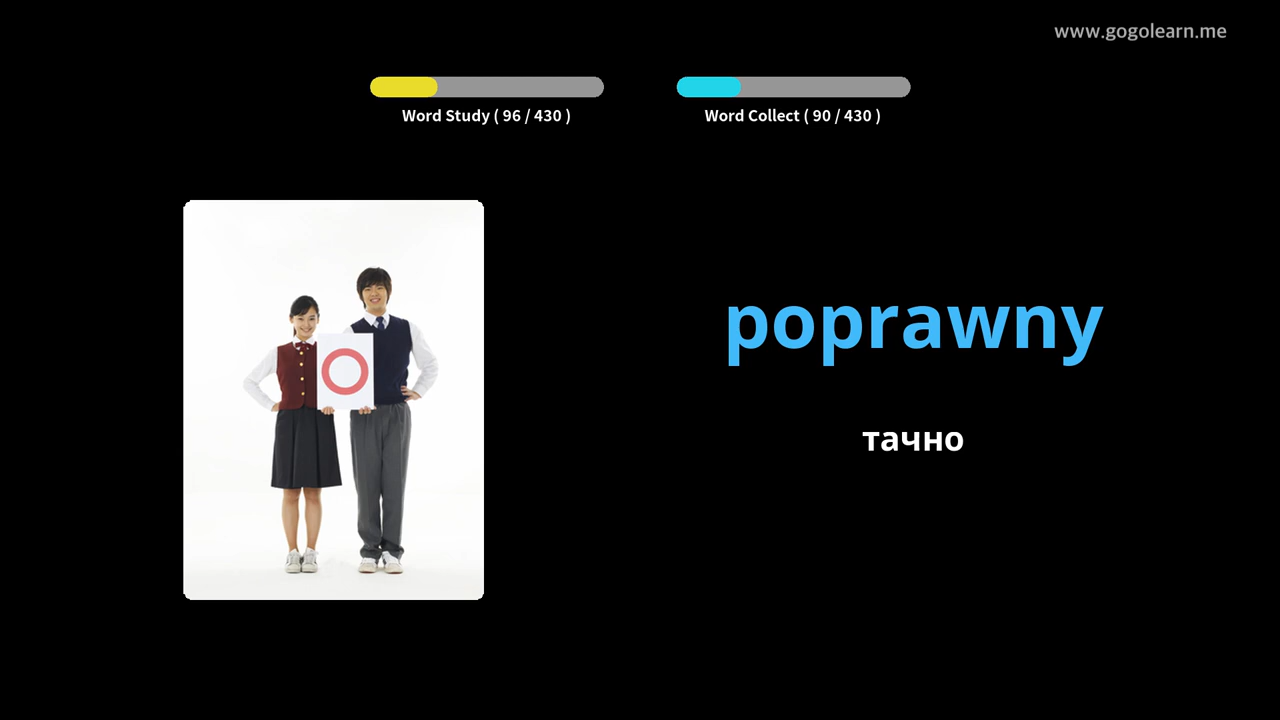 www.gogolearn.me
Word Study ( 96 / 430 )
Word Collect ( 90 / 430 )
poprawny
тачно